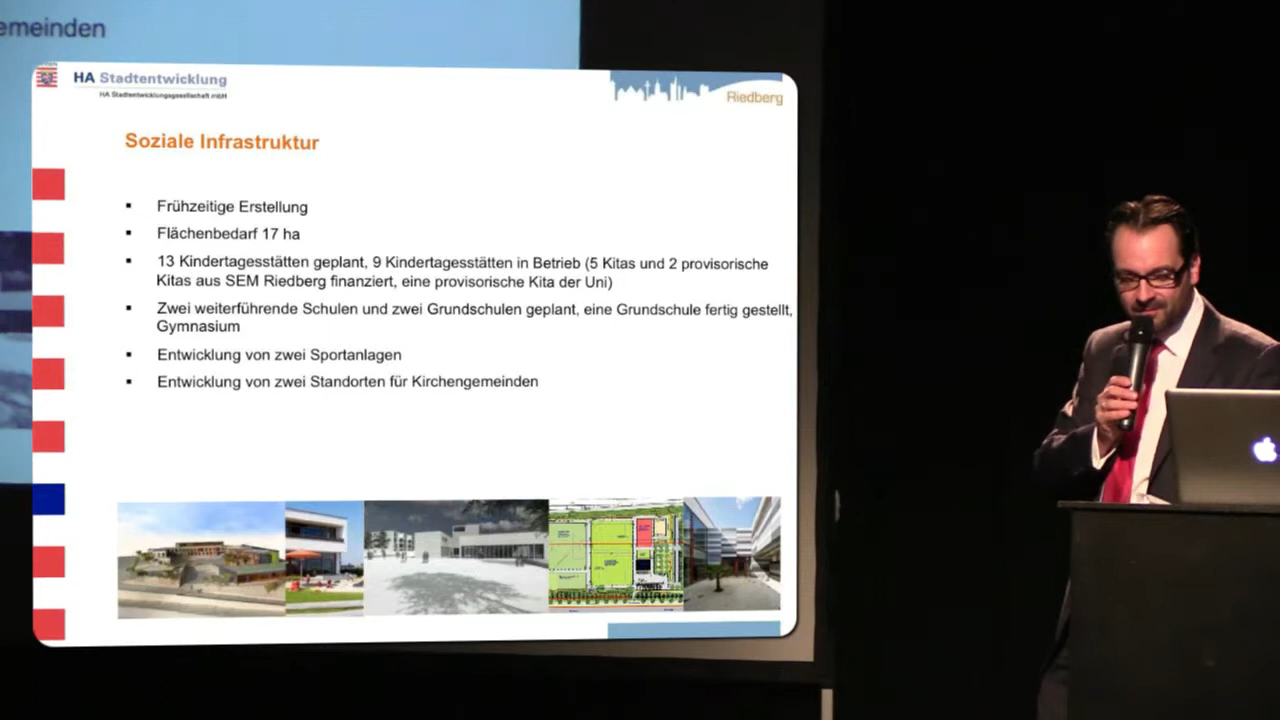 emeinden
HA Stadtentwicklung
HA Stadtentwicklungsgesellschaft mbH
Riedberg
Soziale Infrastruktur
▪ Frühzeitige Erstellung
▪ Flächenbedarf 17 ha
▪ 13 Kindertagesstätten geplant, 9 Kindertagesstätten in Betrieb (5 Kitas und 2 provisorische
Kitas aus SEM Riedberg finanziert, eine provisorische Kita der Uni)
▪ Zwei weiterführende Schulen und zwei Grundschulen geplant, eine Grundschule fertig gestellt,
Gymnasium
▪ Entwicklung von zwei Sportanlagen
▪ Entwicklung von zwei Standorten für Kirchengemeinden